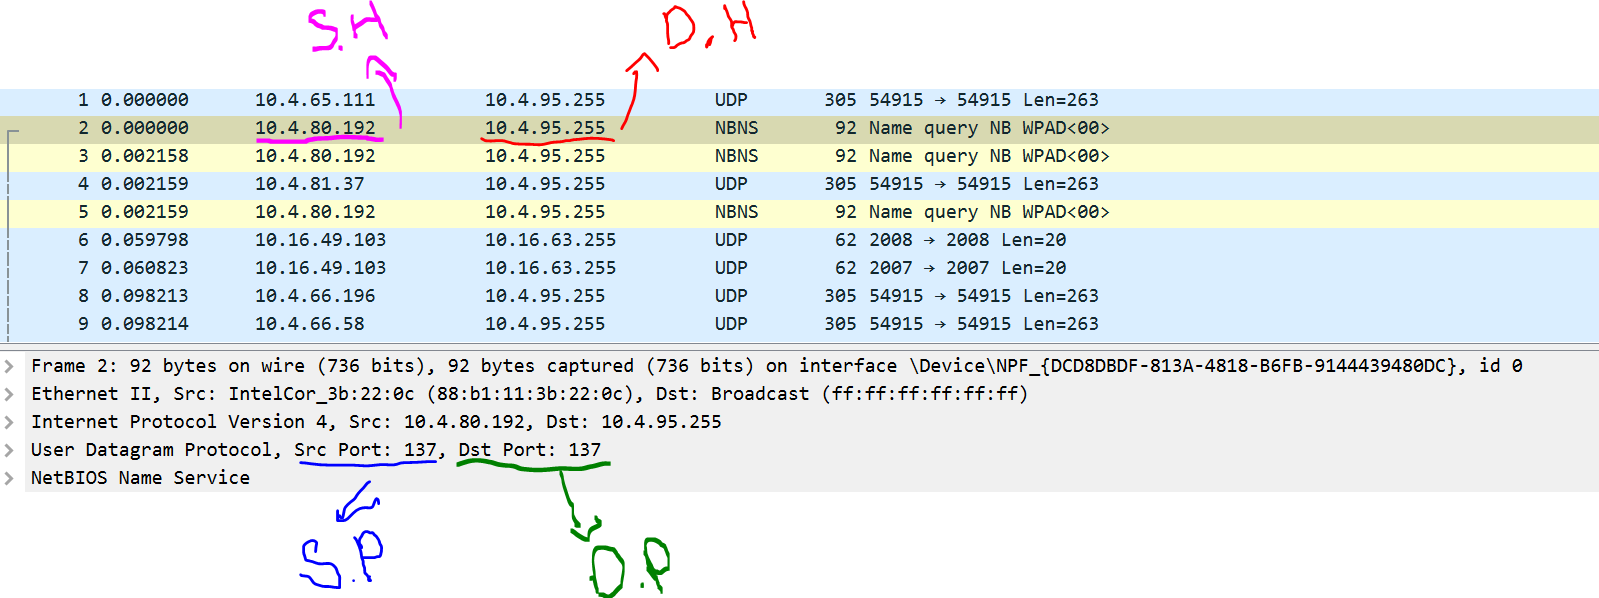 S.H D.H
1 0.000000 10.4.65.111 10.4.95.255 UDP 305 54915 → 54915 Len=263
2 0.000000 10.4.80.192 10.4.95.255 NBNS 92 Name query NB WPAD<00>
3 0.002158 10.4.80.192 10.4.95.255 NBNS 92 Name query NB WPAD<00>
4 0.002159 10.4.81.37 10.4.95.255 UDP 305 54915 → 54915 Len=263
5 0.002159 10.4.80.192 10.4.95.255 NBNS 92 Name query NB WPAD<00>
6 0.059798 10.16.49.103 10.16.63.255 UDP 62 2008 → 2008 Len=20
7 0.060823 10.16.49.103 10.16.63.255 UDP 62 2007 → 2007 Len=20
8 0.098213 10.4.66.196 10.4.95.255 UDP 305 54915 → 54915 Len=263
9 0.098214 10.4.66.58 10.4.95.255 UDP 305 54915 → 54915 Len=263
Frame 2: 92 bytes on wire (736 bits), 92 bytes captured (736 bits) on interface \Device\NPF_{DCD8DBDF-813A-4818-B6FB-9144439480DC}, id 0
Ethernet II, Src: IntelCor_3b:22:0c (88:b1:11:3b:22:0c), Dst: Broadcast (ff:ff:ff:ff:ff:ff)
Internet Protocol Version 4, Src: 10.4.80.192, Dst: 10.4.95.255
User Datagram Protocol, Src Port: 137, Dst Port: 137
NetBIOS Name Service
S.P D.P